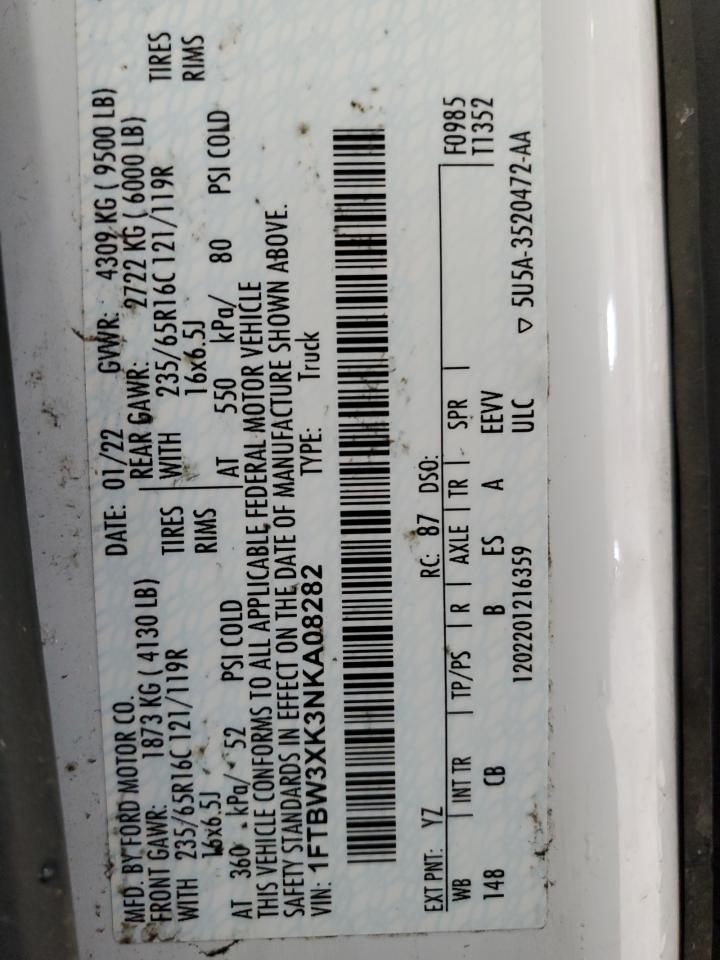 MFD. BY FORD MOTOR CO. DATE: 01/22 GVWR: 4309 KG ( 9500 LB)
FRONT GAWR: 1873 KG ( 4130 LB) REAR GAWR: 2722 KG ( 6000 LB)
WITH 235/65R16C 121/119R TIRES WITH 235/65R16C 121/119R TIRES
16x6.5J RIMS 16x6.5J RIMS
AT 360 kPa/ 52 PSI COLD AT 550 kPa/ 80 PSI COLD
THIS VEHICLE CONFORMS TO ALL APPLICABLE FEDERAL MOTOR VEHICLE
SAFETY STANDARDS IN EFFECT ON THE DATE OF MANUFACTURE SHOWN ABOVE.
VIN: 1FTBW3XK3NKA08282 TYPE: Truck
EXT PNT: YZ RC: 87 DSO: F0985
WB INT TR TP/PS R AXLE TR SPR T1352
148 CB B ES A EEVV
1202201216359 ULC ▽ 5U5A-3520472-AA